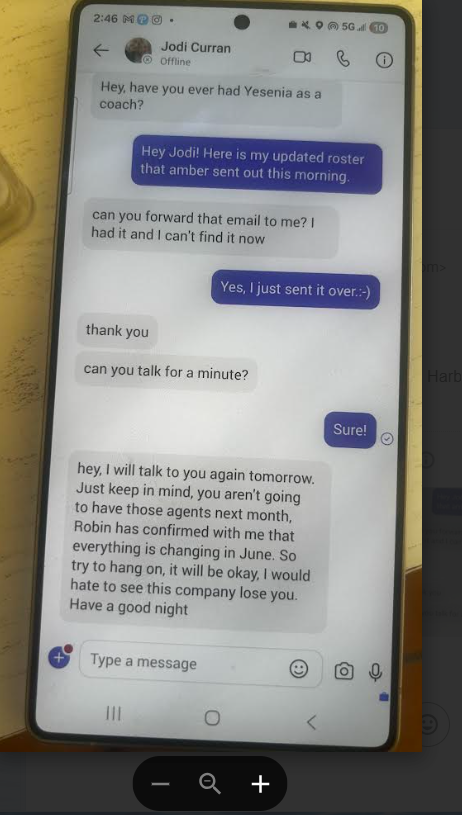 2:46
5G
10
Jodi Curran
Offline
Hey, have you ever had Yesenia as a
coach?
Hey Jodi! Here is my updated roster
that amber sent out this morning.
can you forward that email to me? I
had it and I can't find it now
Yes, I just sent it over.:-)
thank you
can you talk for a minute?
Sure!
hey, I will talk to you again tomorrow.
Just keep in mind, you aren't going
to have those agents next month,
Robin has confirmed with me that
everything is changing in June. So
try to hang on, it will be okay, I would
hate to see this company lose you.
Have a good night
Type a message
Harb